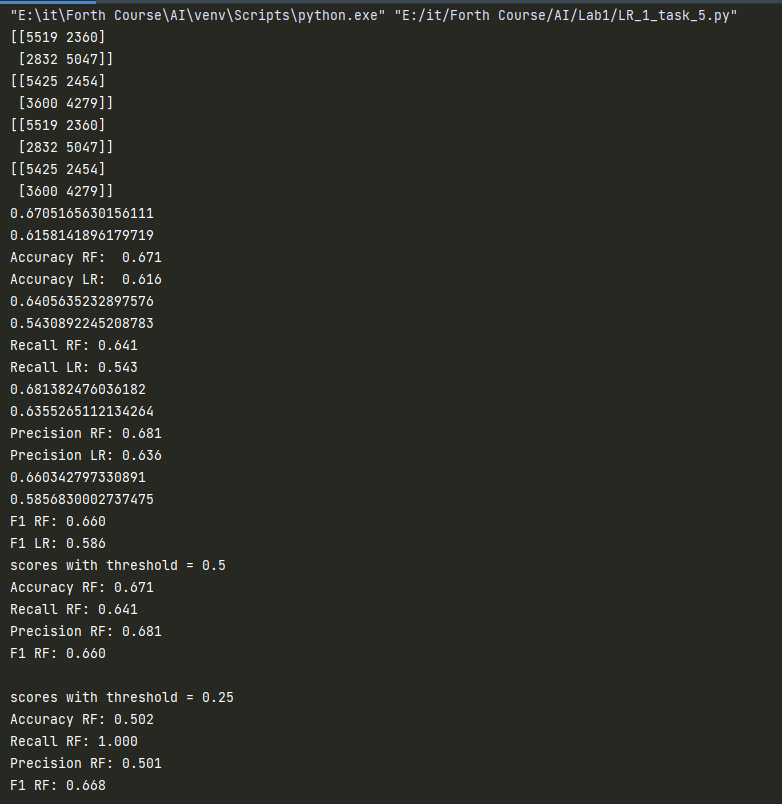 "E:\it\Forth Course\AI\venv\Scripts\python.exe" "E:/it/Forth Course/AI/Lab1/LR_1_task_5.py"
[[5519 2360]
 [2832 5047]]
[[5425 2454]
 [3600 4279]]
[[5519 2360]
 [2832 5047]]
[[5425 2454]
 [3600 4279]]
0.6705165630156111
0.6158141896179719
Accuracy RF:  0.671
Accuracy LR:  0.616
0.6405635232897576
0.5430892245208783
Recall RF: 0.641
Recall LR: 0.543
0.681382476036182
0.6355265112134264
Precision RF: 0.681
Precision LR: 0.636
0.660342797330891
0.5856830002737475
F1 RF: 0.660
F1 LR: 0.586
scores with threshold = 0.5
Accuracy RF: 0.671
Recall RF: 0.641
Precision RF: 0.681
F1 RF: 0.660

scores with threshold = 0.25
Accuracy RF: 0.502
Recall RF: 1.000
Precision RF: 0.501
F1 RF: 0.668